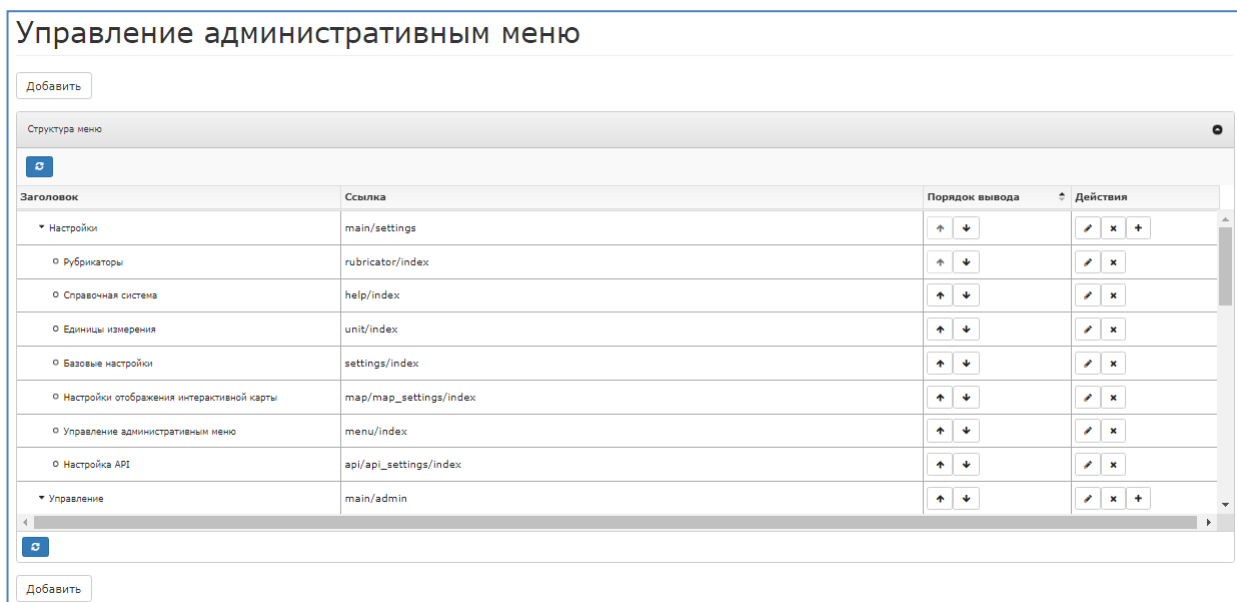 Управление административным меню
Добавить
Структура меню
Заголовок Ссылка Порядок вывода Действия
Настройки main/settings
Рубрикаторы rubricator/index
Справочная система help/index
Единицы измерения unit/index
Базовые настройки settings/index
Настройки отображения интерактивной карты map/map_settings/index
Управление административным меню menu/index
Настройка API api/api_settings/index
Управление main/admin
Добавить